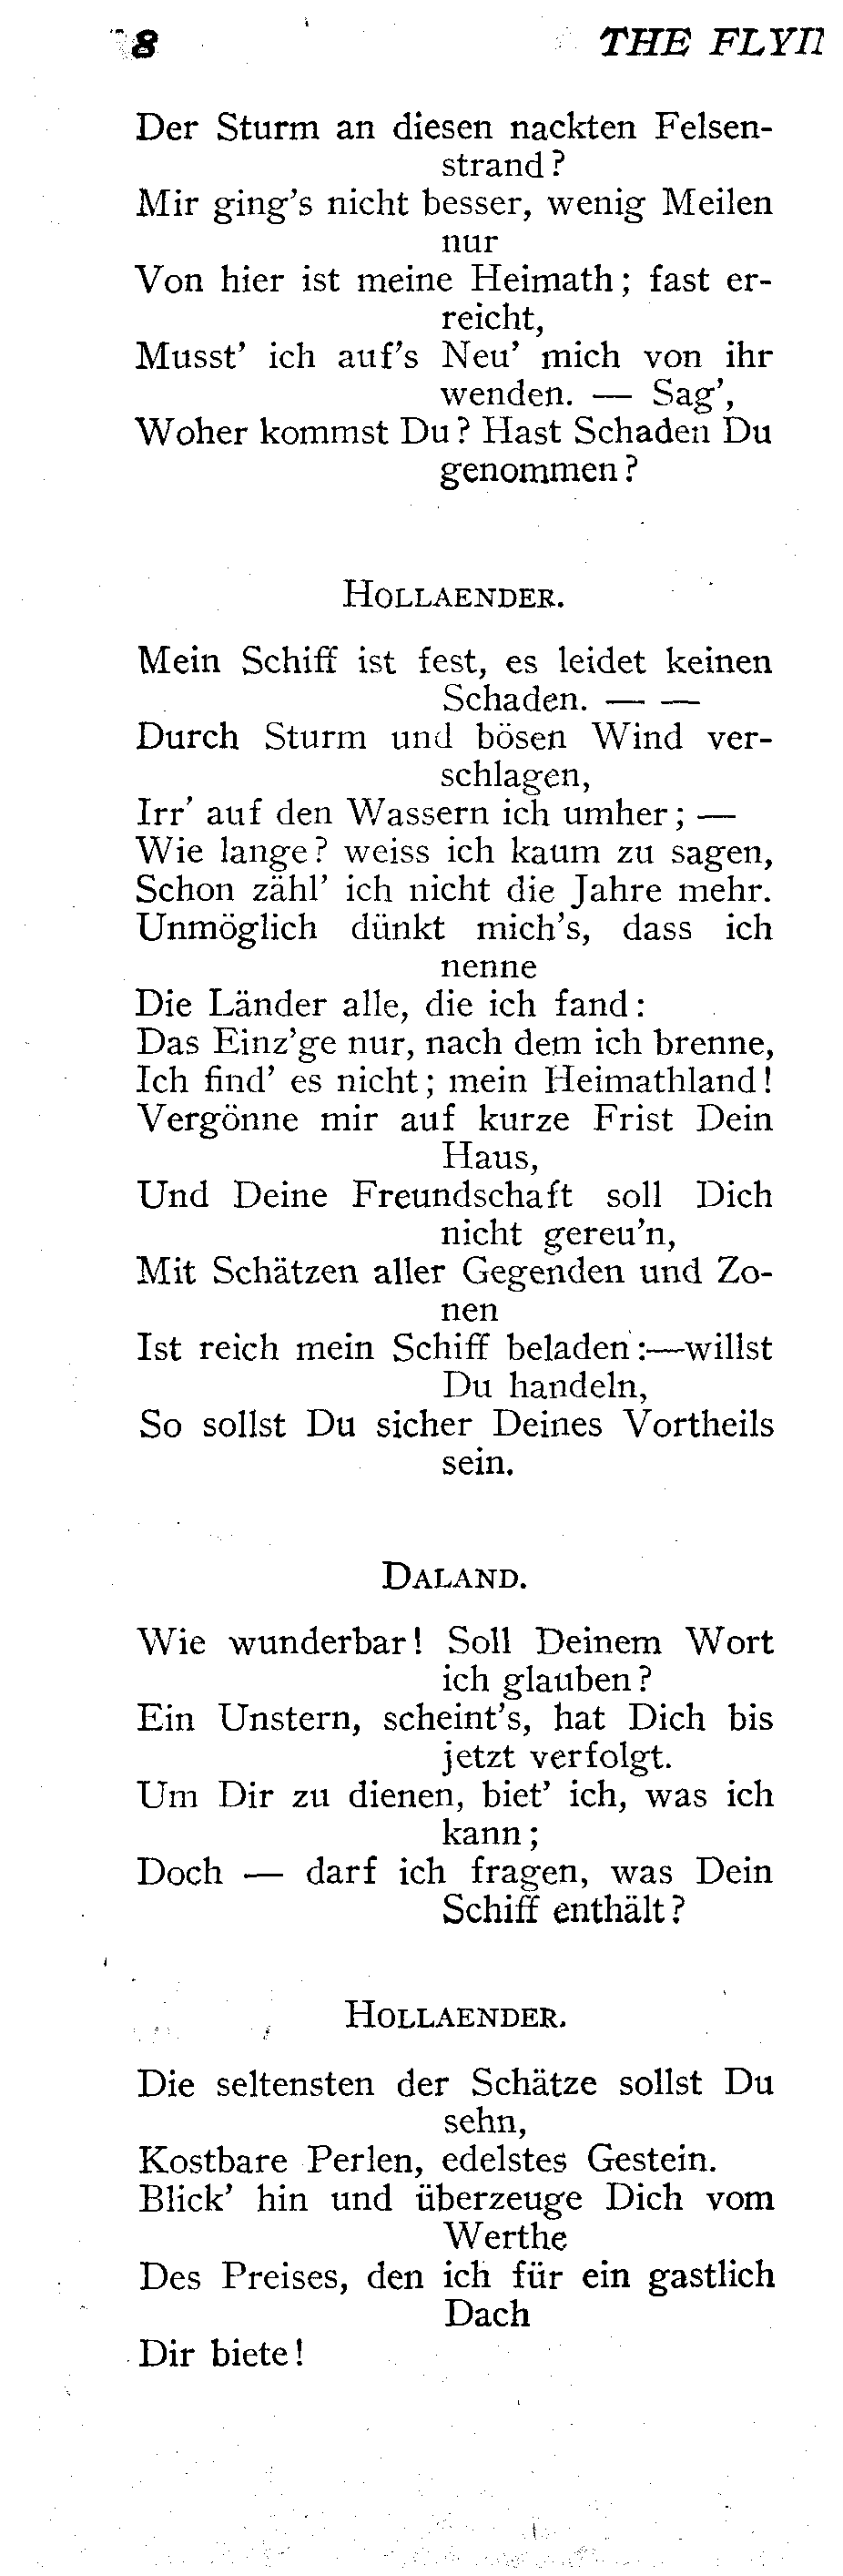 8 THE FLYI
Der Sturm an diesen nackten Felsen-
strand?
Mir ging's nicht besser, wenig Meilen
nur
Von hier ist meine Heimath; fast er-
reicht,
Musst' ich auf's Neu' mich von ihr
wenden. — Sag',
Woher kommst Du? Hast Schaden Du
genommen?
HOLLAENDER.
Mein Schiff ist fest, es leidet keinen
Schaden. — —
Durch Sturm und bösen Wind ver-
schlagen,
Irr' auf den Wassern ich umher; —
Wie lange? weiss ich kaum zu sagen,
Schon zähl' ich nicht die Jahre mehr.
Unmöglich dünkt mich's, dass ich
nenne
Die Länder alle, die ich fand:
Das Einz'ge nur, nach dem ich brenne,
Ich find' es nicht; mein Heimathland!
Vergönne mir auf kurze Frist Dein
Haus,
Und Deine Freundschaft soll Dich
nicht gereu'n,
Mit Schätzen aller Gegenden und Zo-
nen
Ist reich mein Schiff beladen:—willst
Du handeln,
So sollst Du sicher Deines Vortheils
sein.
DALAND.
Wie wunderbar! Soll Deinem Wort
ich glauben?
Ein Unstern, scheint's, hat Dich bis
jetzt verfolgt.
Um Dir zu dienen, biet' ich, was ich
kann;
Doch — darf ich fragen, was Dein
Schiff enthält?
HOLLAENDER.
Die seltensten der Schätze sollst Du
sehn,
Kostbare Perlen, edelstes Gestein.
Blick' hin und überzeuge Dich vom
Werthe
Des Preises, den ich für ein gastlich
Dach
Dir biete!